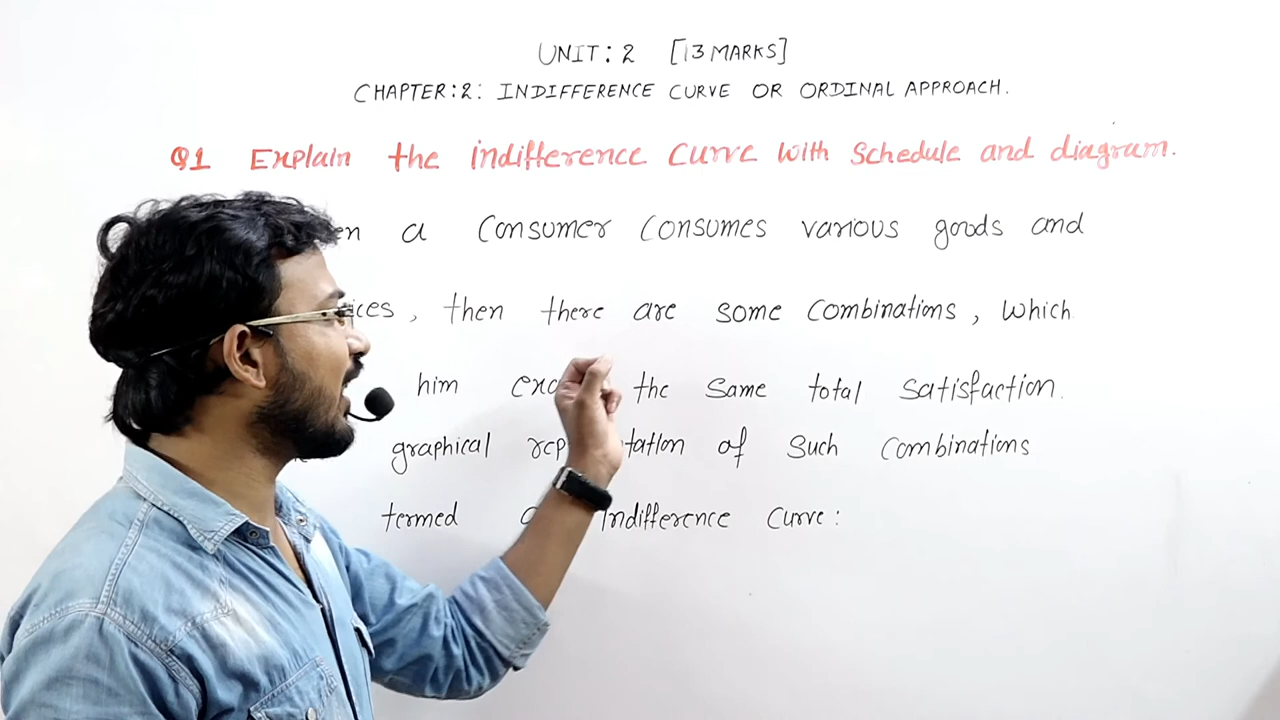 UNIT: 2 [13 MARKS]
CHAPTER:2: INDIFFERENCE CURVE OR ORDINAL APPROACH.
Q1 Explain the indifference curve with schedule and diagram.
a consumer consumes various goods and
, then there are some combinations, which
him the same total satisfaction.
graphical of such combinations
termed indifference curve: